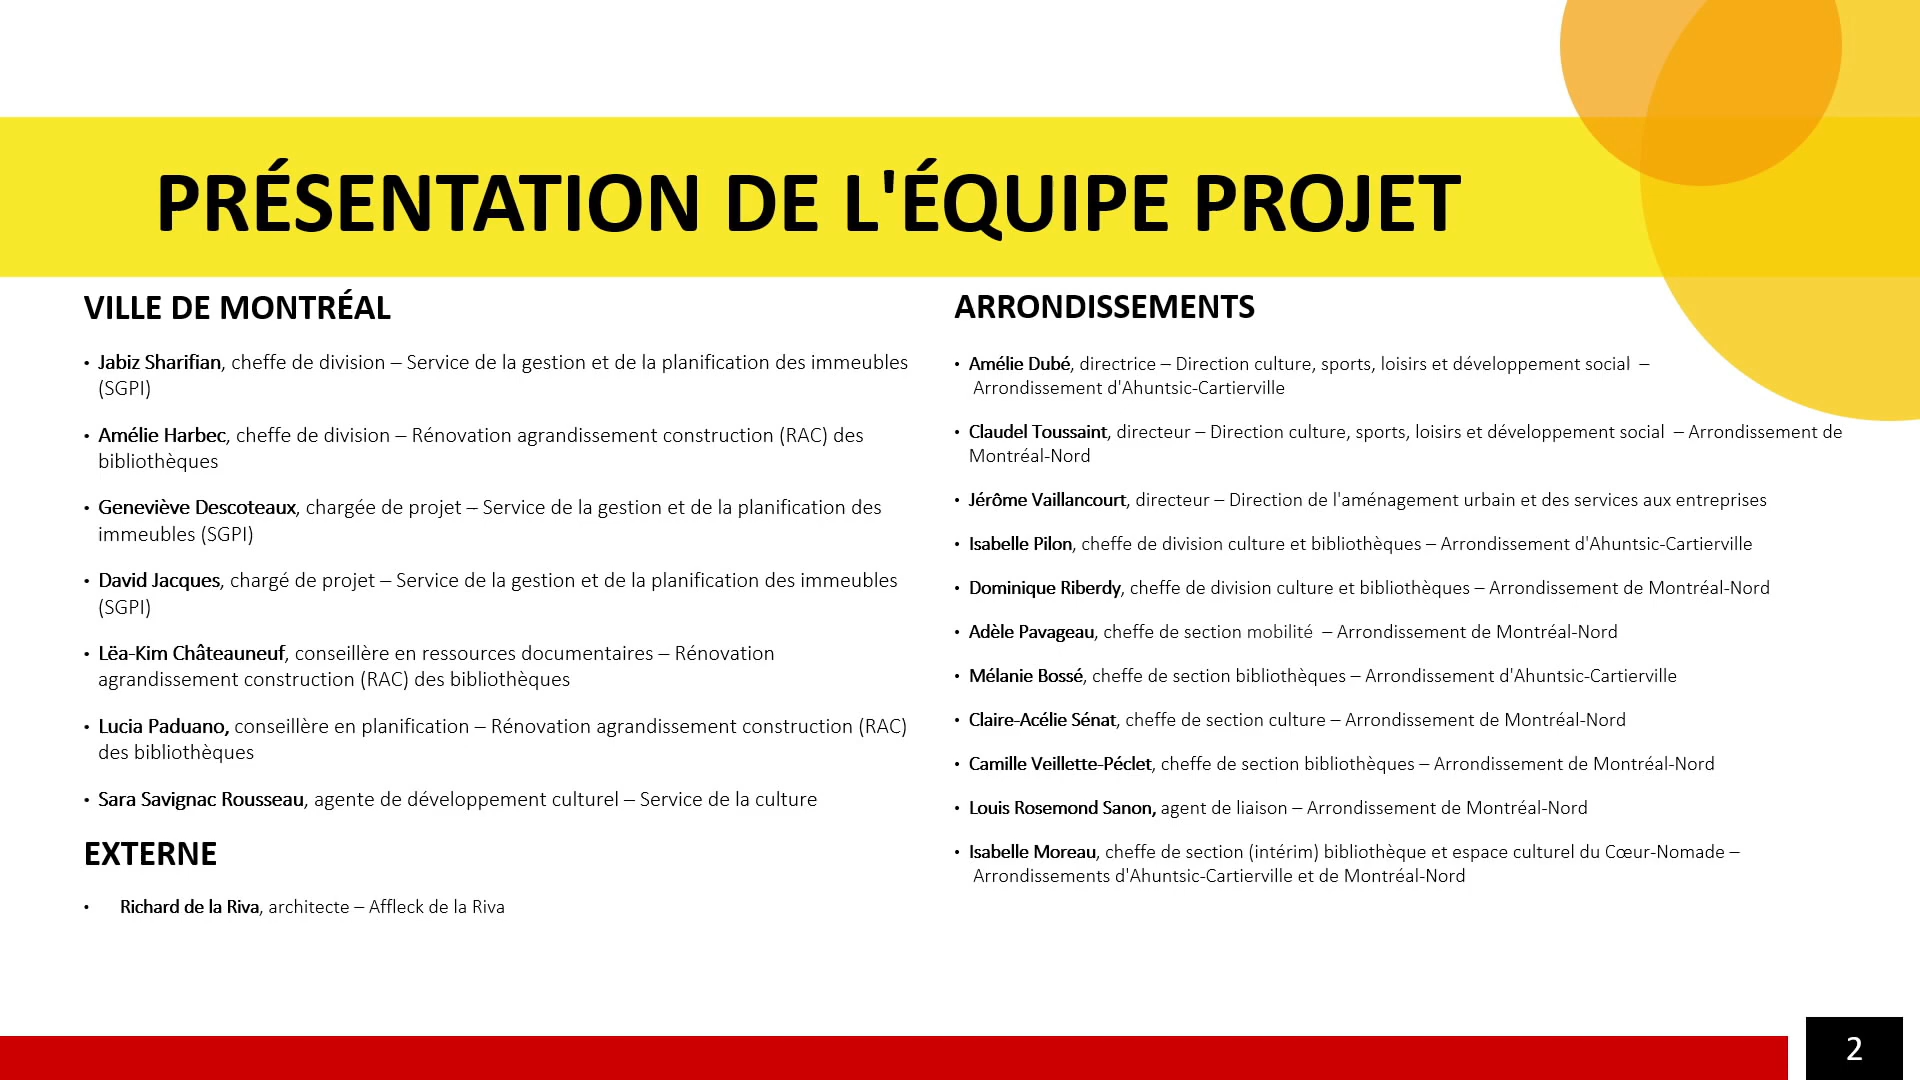 PRÉSENTATION DE L'ÉQUIPE PROJET
VILLE DE MONTRÉAL
• Jabiz Sharifian, cheffe de division – Service de la gestion et de la planification des immeubles
(SGPI)
• Amélie Harbec, cheffe de division – Rénovation agrandissement construction (RAC) des
bibliothèques
• Geneviève Descoteaux, chargée de projet – Service de la gestion et de la planification des
immeubles (SGPI)
• David Jacques, chargé de projet – Service de la gestion et de la planification des immeubles
(SGPI)
• Lëa-Kim Châteauneuf, conseillère en ressources documentaires – Rénovation
agrandissement construction (RAC) des bibliothèques
• Lucia Paduano, conseillère en planification – Rénovation agrandissement construction (RAC)
des bibliothèques
• Sara Savignac Rousseau, agente de développement culturel – Service de la culture
EXTERNE
• Richard de la Riva, architecte – Affleck de la Riva
ARRONDISSEMENTS
• Amélie Dubé, directrice – Direction culture, sports, loisirs et développement social –
Arrondissement d'Ahuntsic-Cartierville
• Claudel Toussaint, directeur – Direction culture, sports, loisirs et développement social – Arrondissement de
Montréal-Nord
• Jérôme Vaillancourt, directeur – Direction de l'aménagement urbain et des services aux entreprises
• Isabelle Pilon, cheffe de division culture et bibliothèques – Arrondissement d'Ahuntsic-Cartierville
• Dominique Riberdy, cheffe de division culture et bibliothèques – Arrondissement de Montréal-Nord
• Adèle Pavageau, cheffe de section mobilité – Arrondissement de Montréal-Nord
• Mélanie Bossé, cheffe de section bibliothèques – Arrondissement d'Ahuntsic-Cartierville
• Claire-Acélie Sénat, cheffe de section culture – Arrondissement de Montréal-Nord
• Camille Veillette-Péclet, cheffe de section bibliothèques – Arrondissement de Montréal-Nord
• Louis Rosemond Sanon, agent de liaison – Arrondissement de Montréal-Nord
• Isabelle Moreau, cheffe de section (intérim) bibliothèque et espace culturel du Cœur-Nomade –
Arrondissements d'Ahuntsic-Cartierville et de Montréal-Nord
2